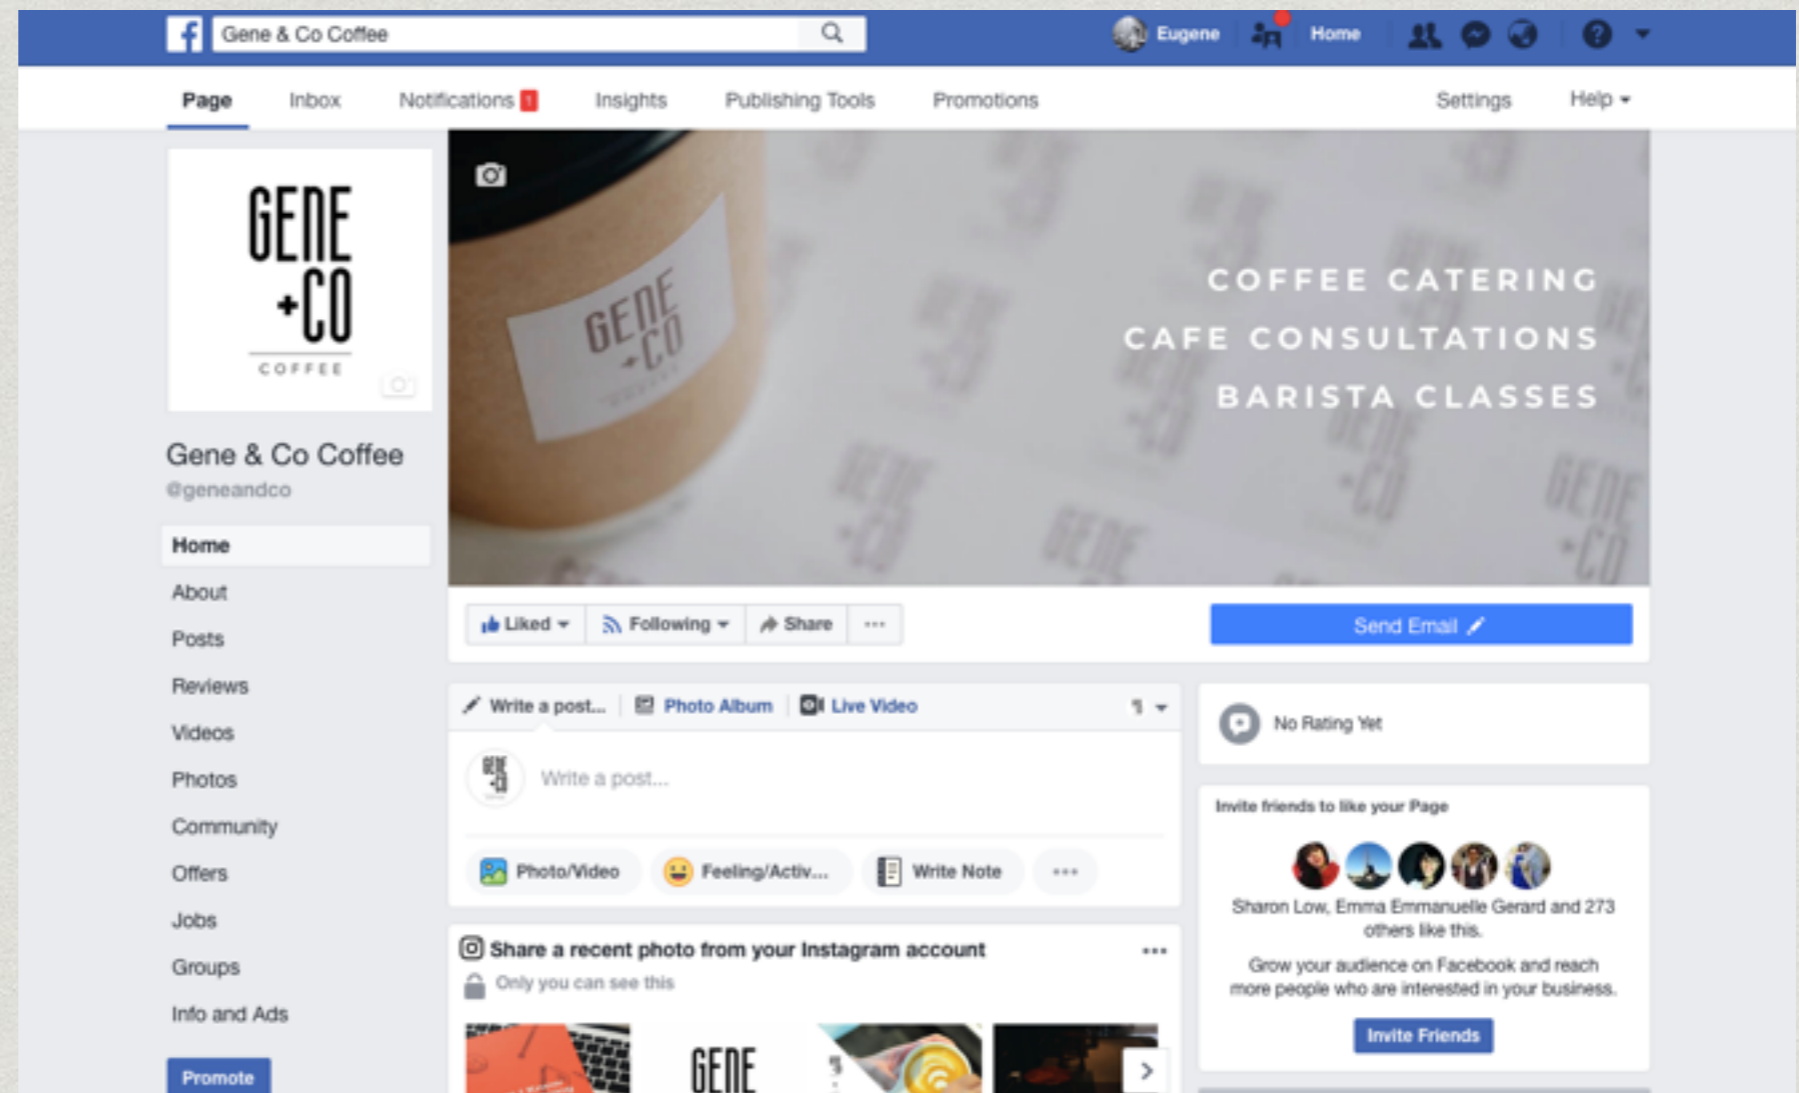 Gene & Co Coffee
Eugene
Home
Page
Inbox
Notifications 1
Insights
Publishing Tools
Promotions
Settings
Help
GENE
+CO
COFFEE
GENE
+CO
COFFEE CATERING
CAFE CONSULTATIONS
BARISTA CLASSES
Gene & Co Coffee
@geneandco
Home
About
Posts
Reviews
Videos
Photos
Community
Offers
Jobs
Groups
Info and Ads
Promote
Liked
Following
Share
Send Email
Write a post...
Photo Album
Live Video
GENE
+CO
Write a post...
Photo/Video
Feeling/Activ...
Write Note
Share a recent photo from your Instagram account
Only you can see this
GENE
No Rating Yet
Invite friends to like your Page
Sharon Low, Emma Emmanuelle Gerard and 273
others like this.
Grow your audience on Facebook and reach
more people who are interested in your business.
Invite Friends